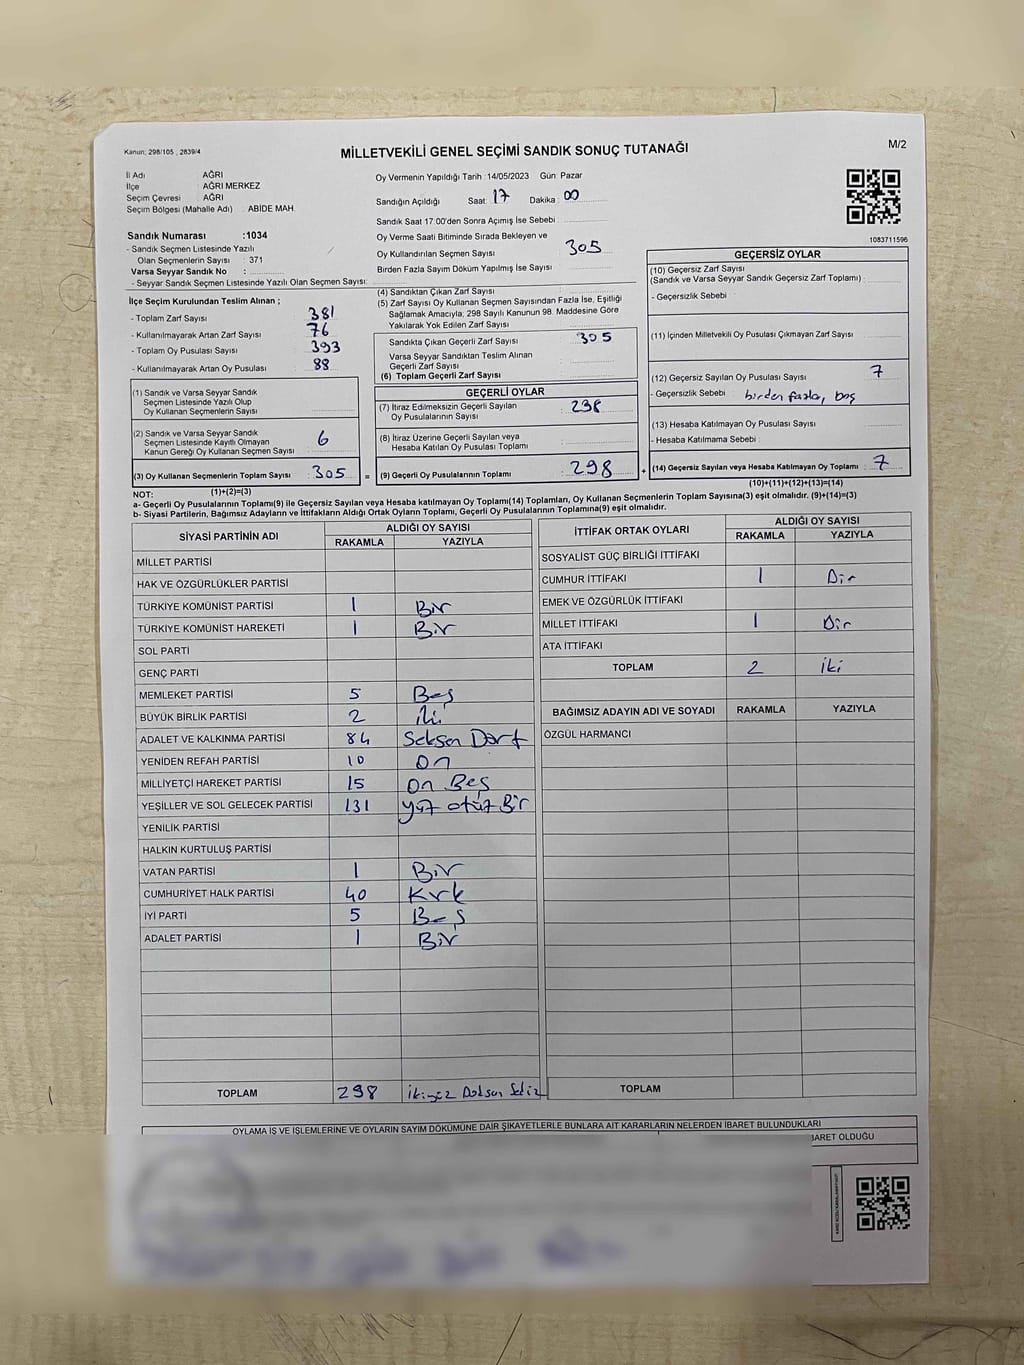 Kanun: 298/105 , 2839/4
MİLLETVEKİLİ GENEL SEÇİMİ SANDIK SONUÇ TUTANAĞI
M/2
İl Adı AĞRI
İlçe AĞRI MERKEZ
Seçim Çevresi AĞRI
Seçim Bölgesi (Mahalle Adı) : ABİDE MAH.
Oy Vermenin Yapıldığı Tarih :14/05/2023 Gün: Pazar
Sandığın Açıldığı Saat: 17 Dakika : 00
Sandık Saat 17:00'den Sonra Açımış İse Sebebi :
Oy Verme Saati Bitiminde Sırada Bekleyen ve
Oy Kullandırılan Seçmen Sayısı 305
Birden Fazla Sayım Döküm Yapılmış İse Sayısı
1083711596
Sandık Numarası :1034
- Sandık Seçmen Listesinde Yazılı
Olan Seçmenlerin Sayısı : 371
Varsa Seyyar Sandık No :
- Seyyar Sandık Seçmen Listesinde Yazılı Olan Seçmen Sayısı:
İlçe Seçim Kurulundan Teslim Alınan ;
- Toplam Zarf Sayısı 381
- Kullanılmayarak Artan Zarf Sayısı 76
- Toplam Oy Pusulası Sayısı 393
- Kullanılmayarak Artan Oy Pusulası 88
(1) Sandık ve Varsa Seyyar Sandık
Seçmen Listesinde Yazılı Olup
Oy Kullanan Seçmenlerin Sayısı
(2) Sandık ve Varsa Seyyar Sandık
Seçmen Listesinde Kayıtlı Olmayan
Kanun Gereği Oy Kullanan Seçmen Sayısı 6
(3) Oy Kullanan Seçmenlerin Toplam Sayısı 305 =
(1)+(2)=(3)
(4) Sandıktan Çıkan Zarf Sayısı
(5) Zarf Sayısı Oy Kullanan Seçmen Sayısından Fazla İse, Eşitliği
Sağlamak Amacıyla, 298 Sayılı Kanunun 98. Maddesine Göre
Yakılarak Yok Edilen Zarf Sayısı
Sandıkta Çıkan Geçerli Zarf Sayısı 305
Varsa Seyyar Sandıktan Teslim Alınan
Geçerli Zarf Sayısı
(6) Toplam Geçerli Zarf Sayısı
GEÇERLİ OYLAR
(7) İtiraz Edilmeksizin Geçerli Sayılan
Oy Pusulalarının Sayısı 298
(8) İtiraz Üzerine Geçerli Sayılan veya
Hesaba Katılan Oy Pusulası Toplamı
(9) Geçerli Oy Pusulalarının Toplamı 298 +
GEÇERSİZ OYLAR
(10) Geçersiz Zarf Sayısı
(Sandık ve Varsa Seyyar Sandık Geçersiz Zarf Toplamı) :
- Geçersizlik Sebebi :
(11) İçinden Milletvekili Oy Pusulası Çıkmayan Zarf Sayısı
(12) Geçersiz Sayılan Oy Pusulası Sayısı 7
- Geçersizlik Sebebi : birden fazla, boş
(13) Hesaba Katılmayan Oy Pusulası Sayısı
- Hesaba Katılmama Sebebi :
(14) Geçersiz Sayılan veya Hesaba Katılmayan Oy Toplamı : 7
(10)+(11)+(12)+(13)=(14)
NOT:
a- Geçerli Oy Pusulalarının Toplamı(9) ile Geçersiz Sayılan veya Hesaba katılmayan Oy Toplamı(14) Toplamları, Oy Kullanan Seçmenlerin Toplam Sayısına(3) eşit olmalıdır. (9)+(14)=(3)
b- Siyasi Partilerin, Bağımsız Adayların ve İttifakların Aldığı Ortak Oyların Toplamı, Geçerli Oy Pusulalarının Toplamına(9) eşit olmalıdır.
SİYASİ PARTİNİN ADI ALDIĞI OY SAYISI
RAKAMLA YAZIYLA
MİLLET PARTİSİ
HAK VE ÖZGÜRLÜKLER PARTİSİ
TÜRKİYE KOMÜNİST PARTİSİ 1 Bir
TÜRKİYE KOMÜNİST HAREKETİ 1 Bir
SOL PARTİ
GENÇ PARTİ
MEMLEKET PARTİSİ 5 Beş
BÜYÜK BİRLİK PARTİSİ 2 iki
ADALET VE KALKINMA PARTİSİ 84 Seksen Dört
YENİDEN REFAH PARTİSİ 10 On
MİLLİYETÇİ HAREKET PARTİSİ 15 On Beş
YEŞİLLER VE SOL GELECEK PARTİSİ 131 yüz otuz Bir
YENİLİK PARTİSİ
HALKIN KURTULUŞ PARTİSİ
VATAN PARTİSİ 1 Bir
CUMHURİYET HALK PARTİSİ 40 Kırk
İYİ PARTİ 5 Beş
ADALET PARTİSİ 1 Bir
TOPLAM 298 ikiyüz Doksan Sekiz
İTTİFAK ORTAK OYLARI ALDIĞI OY SAYISI
RAKAMLA YAZIYLA
SOSYALİST GÜÇ BİRLİĞİ İTTİFAKI
CUMHUR İTTİFAKI 1 Bir
EMEK VE ÖZGÜRLÜK İTTİFAKI
MİLLET İTTİFAKI 1 Bir
ATA İTTİFAKI
TOPLAM 2 iki
BAĞIMSIZ ADAYIN ADI VE SOYADI RAKAMLA YAZIYLA
ÖZGÜL HARMANCI
TOPLAM
OYLAMA İŞ VE İŞLEMLERİNE VE OYLARIN SAYIM DÖKÜMÜNE DAİR ŞİKAYETLERLE BUNLARA AİT KARARLARIN NELERDEN İBARET BULUNDUKLARI
İBARET OLDUĞU